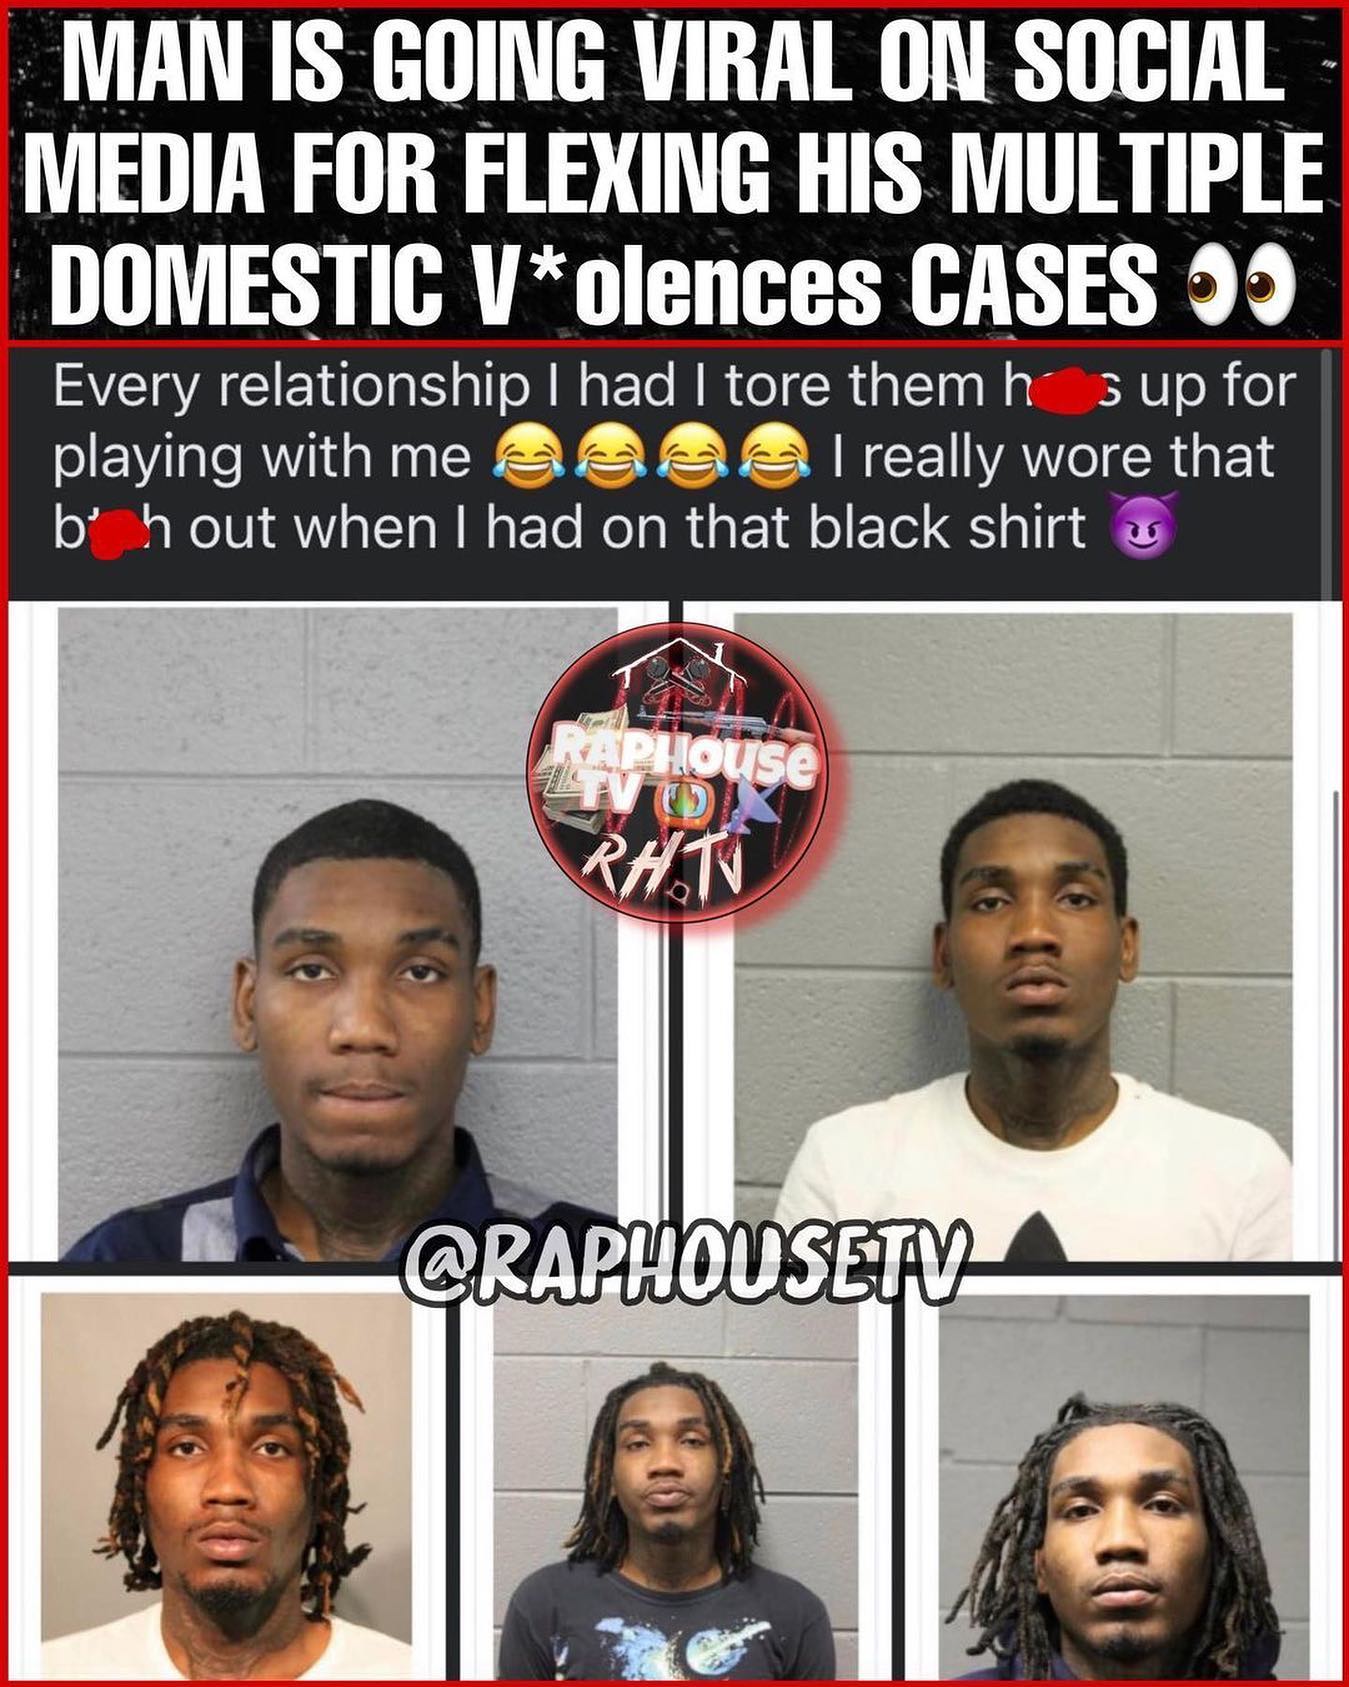 MAN IS GOING VIRAL ON SOCIAL
MEDIA FOR FLEXING HIS MULTIPLE
DOMESTIC V*olences CASES 👀
Every relationship I had I tore them h s up for
playing with me 😂😂😂😂 I really wore that
b h out when I had on that black shirt 😈
RAPHOUSE
TV
RH.TV
@RAPHOUSETV